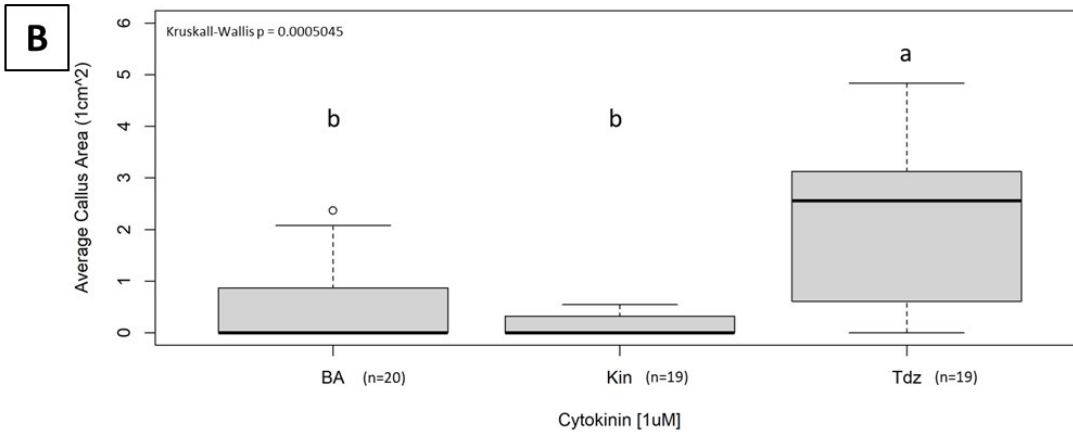 B
Kruskall-Wallis p = 0.0005045
Average Callus Area (1cm^2)
6
5
4
3
2
1
0
b
b
a
BA (n=20)
Kin (n=19)
Tdz (n=19)
Cytokinin [1uM]